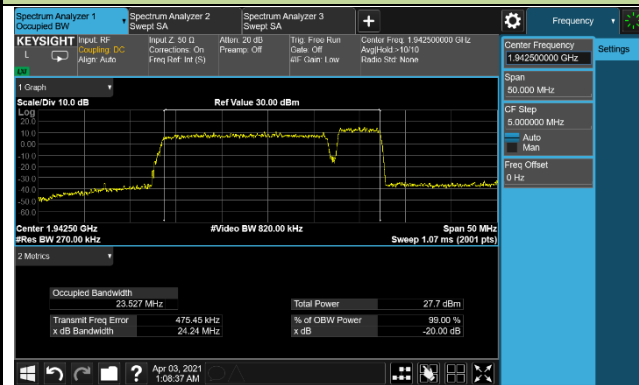 Spectrum Analyzer 1
Occupied BW
Spectrum Analyzer 2
Swept SA
Spectrum Analyzer 3
Swept SA
+
Frequency
KEYSIGHT
L
Input: RF
Coupling: DC
Align: Auto
Input Z: 50 Ω
Corrections: On
Freq Ref: Int (S)
Atten: 20 dB
Preamp: Off
Trig: Free Run
Gate: Off
#IF Gain: Low
Center Freq: 1.942500000 GHz
Avg|Hold:>10/10
Radio Std: None
Center Frequency
1.942500000 GHz
Settings
Span
50.000 MHz
CF Step
5.000000 MHz
Auto
Man
Freq Offset
0 Hz
1 Graph
Scale/Div 10.0 dB
Ref Value 30.00 dBm
Log
20.0
10.0
0.00
-10.0
-20.0
-30.0
-40.0
-50.0
-60.0
Center 1.94250 GHz
#Video BW 820.00 kHz
Span 50 MHz
#Res BW 270.00 kHz
Sweep 1.07 ms (2001 pts)
2 Metrics
Occupied Bandwidth
23.527 MHz
Total Power
27.7 dBm
Transmit Freq Error
475.45 kHz
% of OBW Power
99.00 %
x dB Bandwidth
24.24 MHz
x dB
-20.00 dB
?
Apr 03, 2021
1:08:37 AM